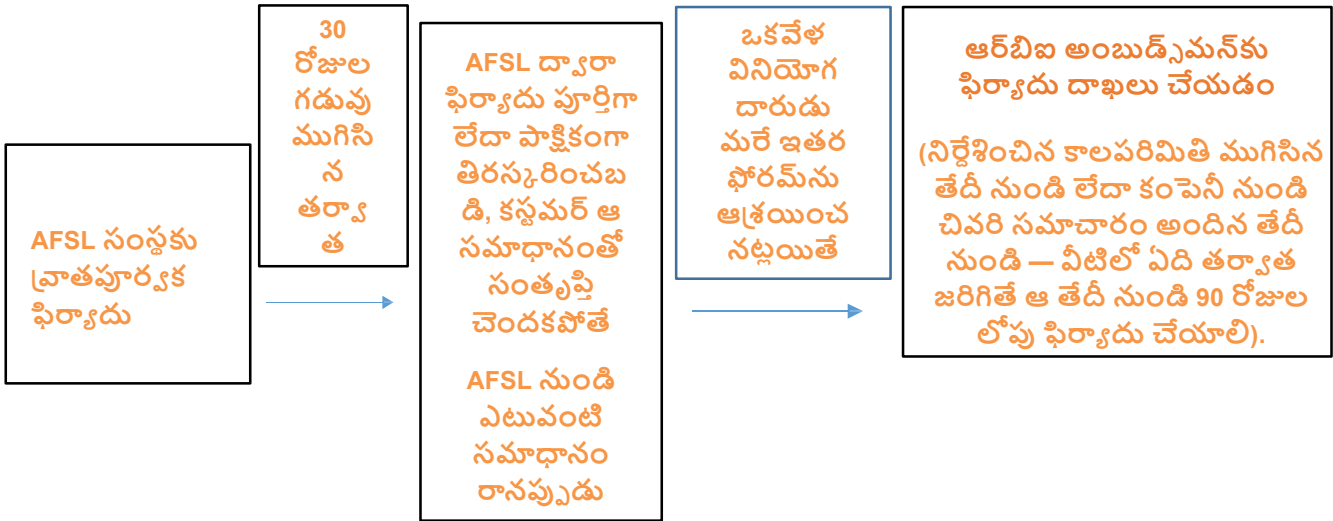 AFSL సంస్థకు
వ్రాతపూర్వక
ఫిర్యాదు
30
రోజుల
గడువు
ముగిసి
న
తర్వా
త
AFSL ద్వారా
ఫిర్యాదు పూర్తిగా
లేదా పాక్షికంగా
తిరస్కరించబ
డి, కస్టమర్ ఆ
సమాధానంతో
సంతృప్తి
చెందకపోతే
AFSL నుండి
ఎటువంటి
సమాధానం
రానప్పుడు
ఒకవేళ
వినియోగ
దారుడు
మరే ఇతర
ఫోరమ్‌ను
ఆశ్రయించ
నట్లయితే
ఆర్‌బిఐ అంబుడ్స్‌మన్‌కు
ఫిర్యాదు దాఖలు చేయడం
(నిర్దేశించిన కాలపరిమితి ముగిసిన
తేదీ నుండి లేదా కంపెనీ నుండి
చివరి సమాచారం అందిన తేదీ
నుండి — వీటిలో ఏది తర్వాత
జరిగితే ఆ తేదీ నుండి 90 రోజుల
లోపు ఫిర్యాదు చేయాలి).